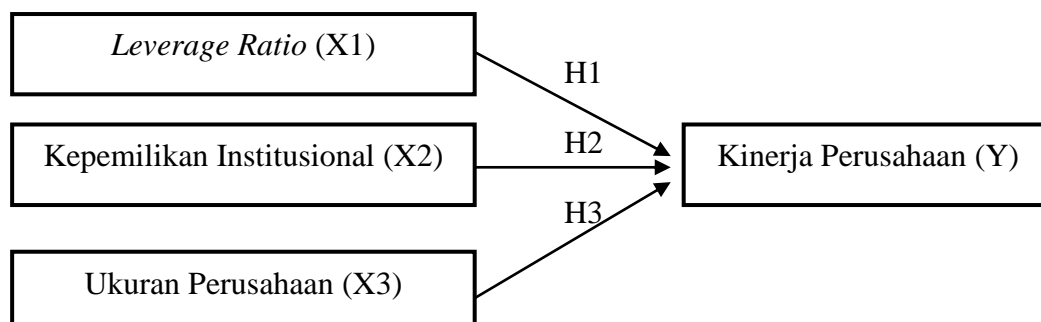 Leverage Ratio (X1)
H1
Kepemilikan Institusional (X2)
H2
Kinerja Perusahaan (Y)
H3
Ukuran Perusahaan (X3)